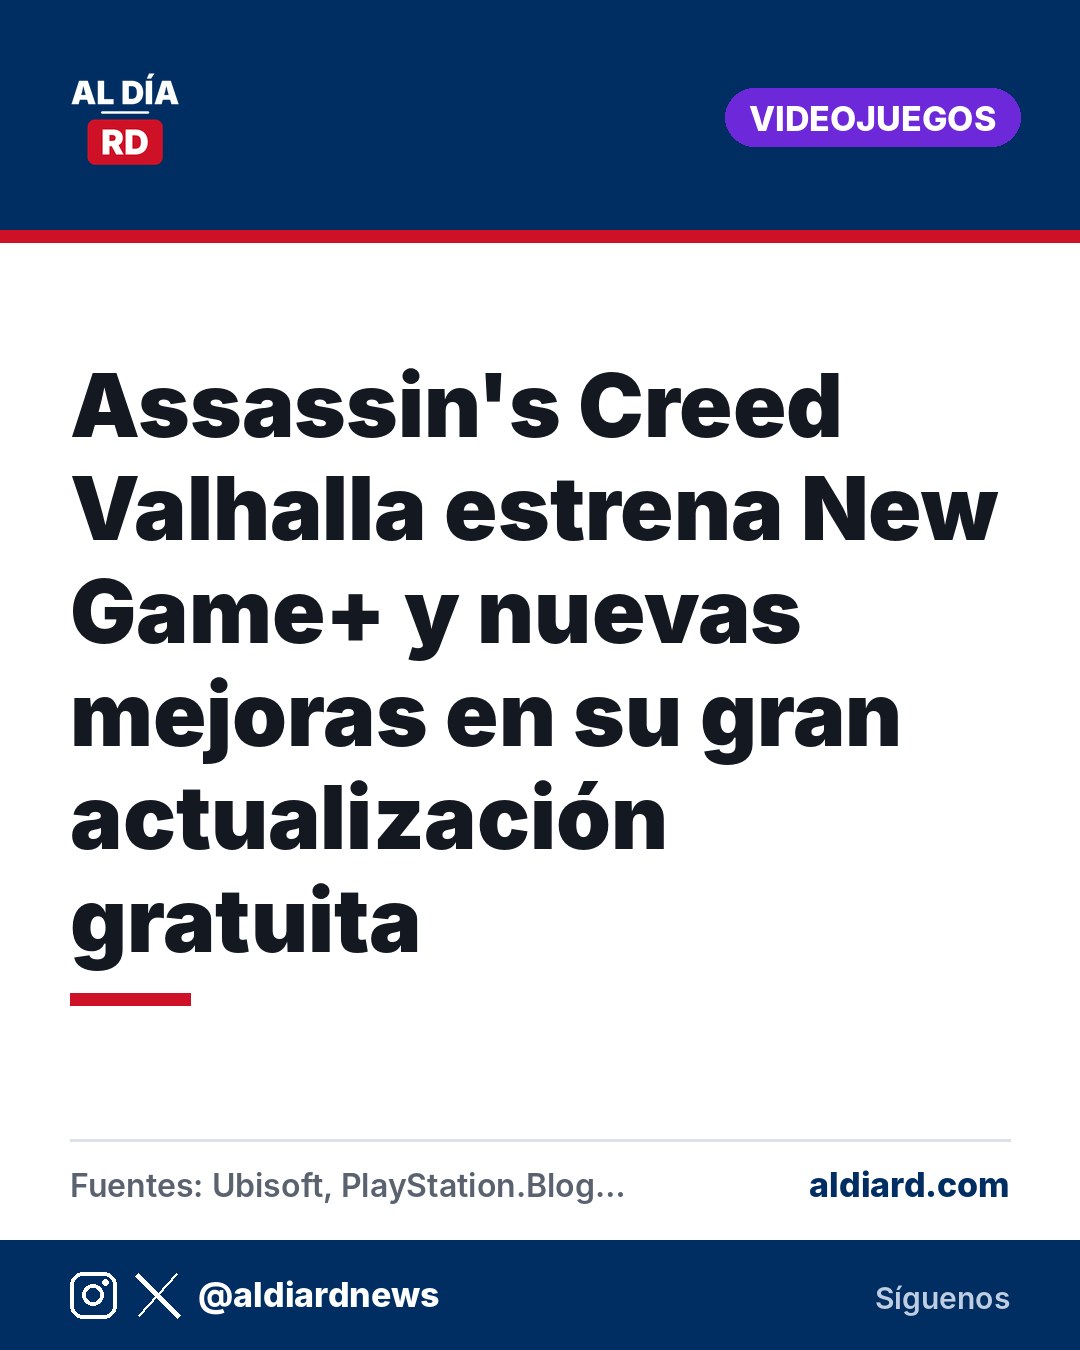 AL DÍA
RD
VIDEOJUEGOS
Assassin's Creed
Valhalla estrena New
Game+ y nuevas
mejoras en su gran
actualización
gratuita
Fuentes: Ubisoft, PlayStation.Blog...
aldiard.com
@aldiardnews
Síguenos